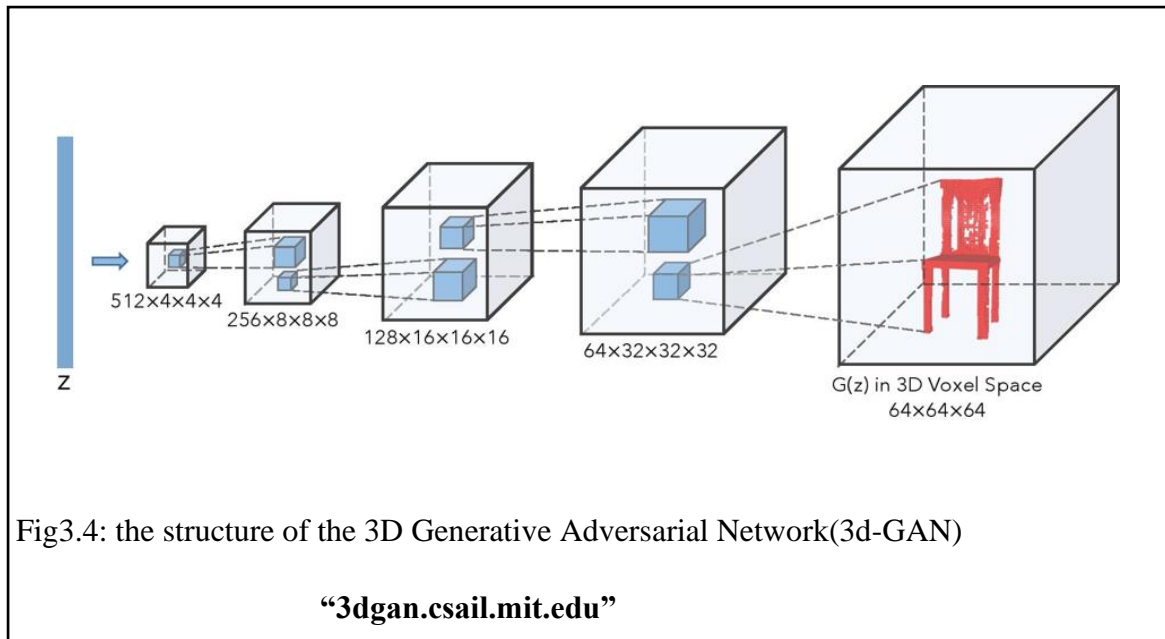 z
512×4×4×4
256×8×8×8
128×16×16×16
64×32×32×32
G(z) in 3D Voxel Space
64×64×64
Fig3.4: the structure of the 3D Generative Adversarial Network(3d-GAN)
“3dgan.csail.mit.edu”